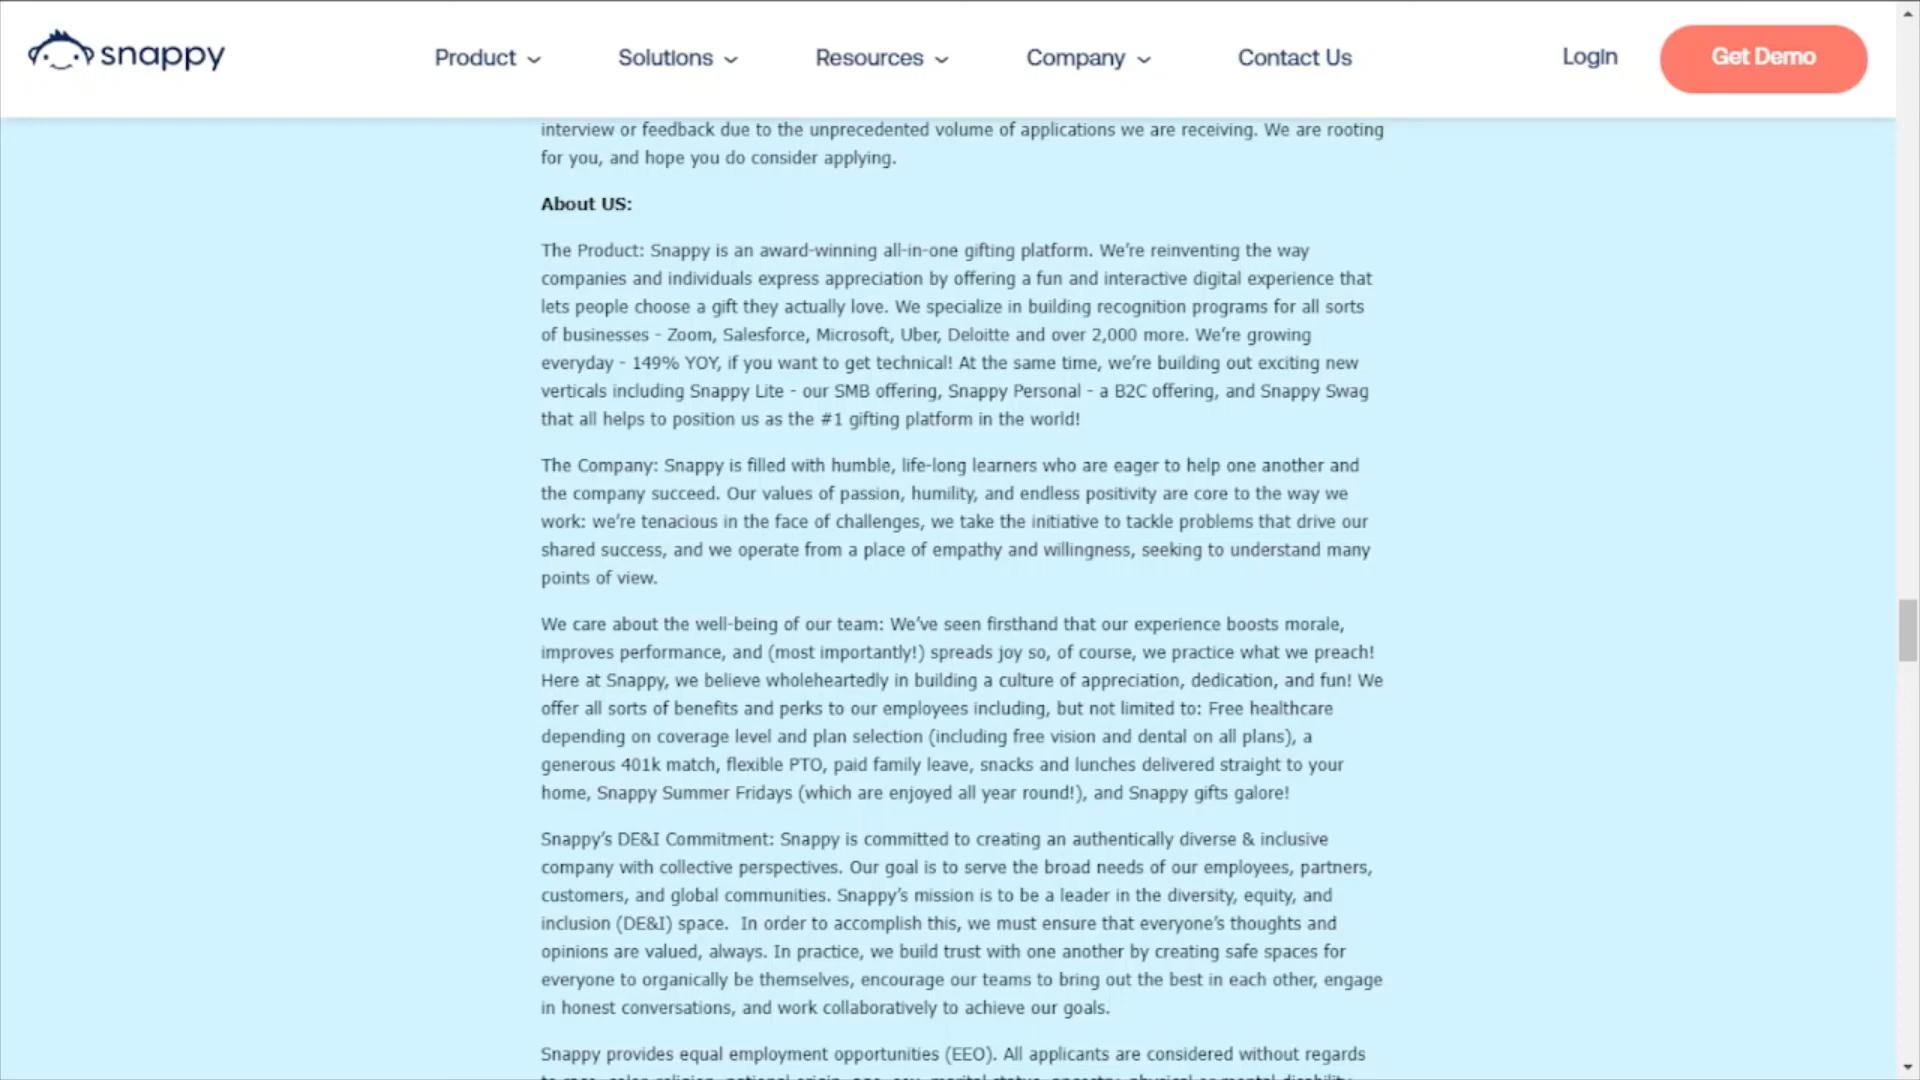 snappy
Product
Solutions
Resources
Company
Contact Us
Login
Get Demo
interview or feedback due to the unprecedented volume of applications we are receiving. We are rooting
for you, and hope you do consider applying.
About US:
The Product: Snappy is an award-winning all-in-one gifting platform. We’re reinventing the way
companies and individuals express appreciation by offering a fun and interactive digital experience that
lets people choose a gift they actually love. We specialize in building recognition programs for all sorts
of businesses - Zoom, Salesforce, Microsoft, Uber, Deloitte and over 2,000 more. We’re growing
everyday - 149% YOY, if you want to get technical! At the same time, we’re building out exciting new
verticals including Snappy Lite - our SMB offering, Snappy Personal - a B2C offering, and Snappy Swag
that all helps to position us as the #1 gifting platform in the world!
The Company: Snappy is filled with humble, life-long learners who are eager to help one another and
the company succeed. Our values of passion, humility, and endless positivity are core to the way we
work: we’re tenacious in the face of challenges, we take the initiative to tackle problems that drive our
shared success, and we operate from a place of empathy and willingness, seeking to understand many
points of view.
We care about the well-being of our team: We’ve seen firsthand that our experience boosts morale,
improves performance, and (most importantly!) spreads joy so, of course, we practice what we preach!
Here at Snappy, we believe wholeheartedly in building a culture of appreciation, dedication, and fun! We
offer all sorts of benefits and perks to our employees including, but not limited to: Free healthcare
depending on coverage level and plan selection (including free vision and dental on all plans), a
generous 401k match, flexible PTO, paid family leave, snacks and lunches delivered straight to your
home, Snappy Summer Fridays (which are enjoyed all year round!), and Snappy gifts galore!
Snappy’s DE&I Commitment: Snappy is committed to creating an authentically diverse & inclusive
company with collective perspectives. Our goal is to serve the broad needs of our employees, partners,
customers, and global communities. Snappy’s mission is to be a leader in the diversity, equity, and
inclusion (DE&I) space.  In order to accomplish this, we must ensure that everyone’s thoughts and
opinions are valued, always. In practice, we build trust with one another by creating safe spaces for
everyone to organically be themselves, encourage our teams to bring out the best in each other, engage
in honest conversations, and work collaboratively to achieve our goals.
Snappy provides equal employment opportunities (EEO). All applicants are considered without regards